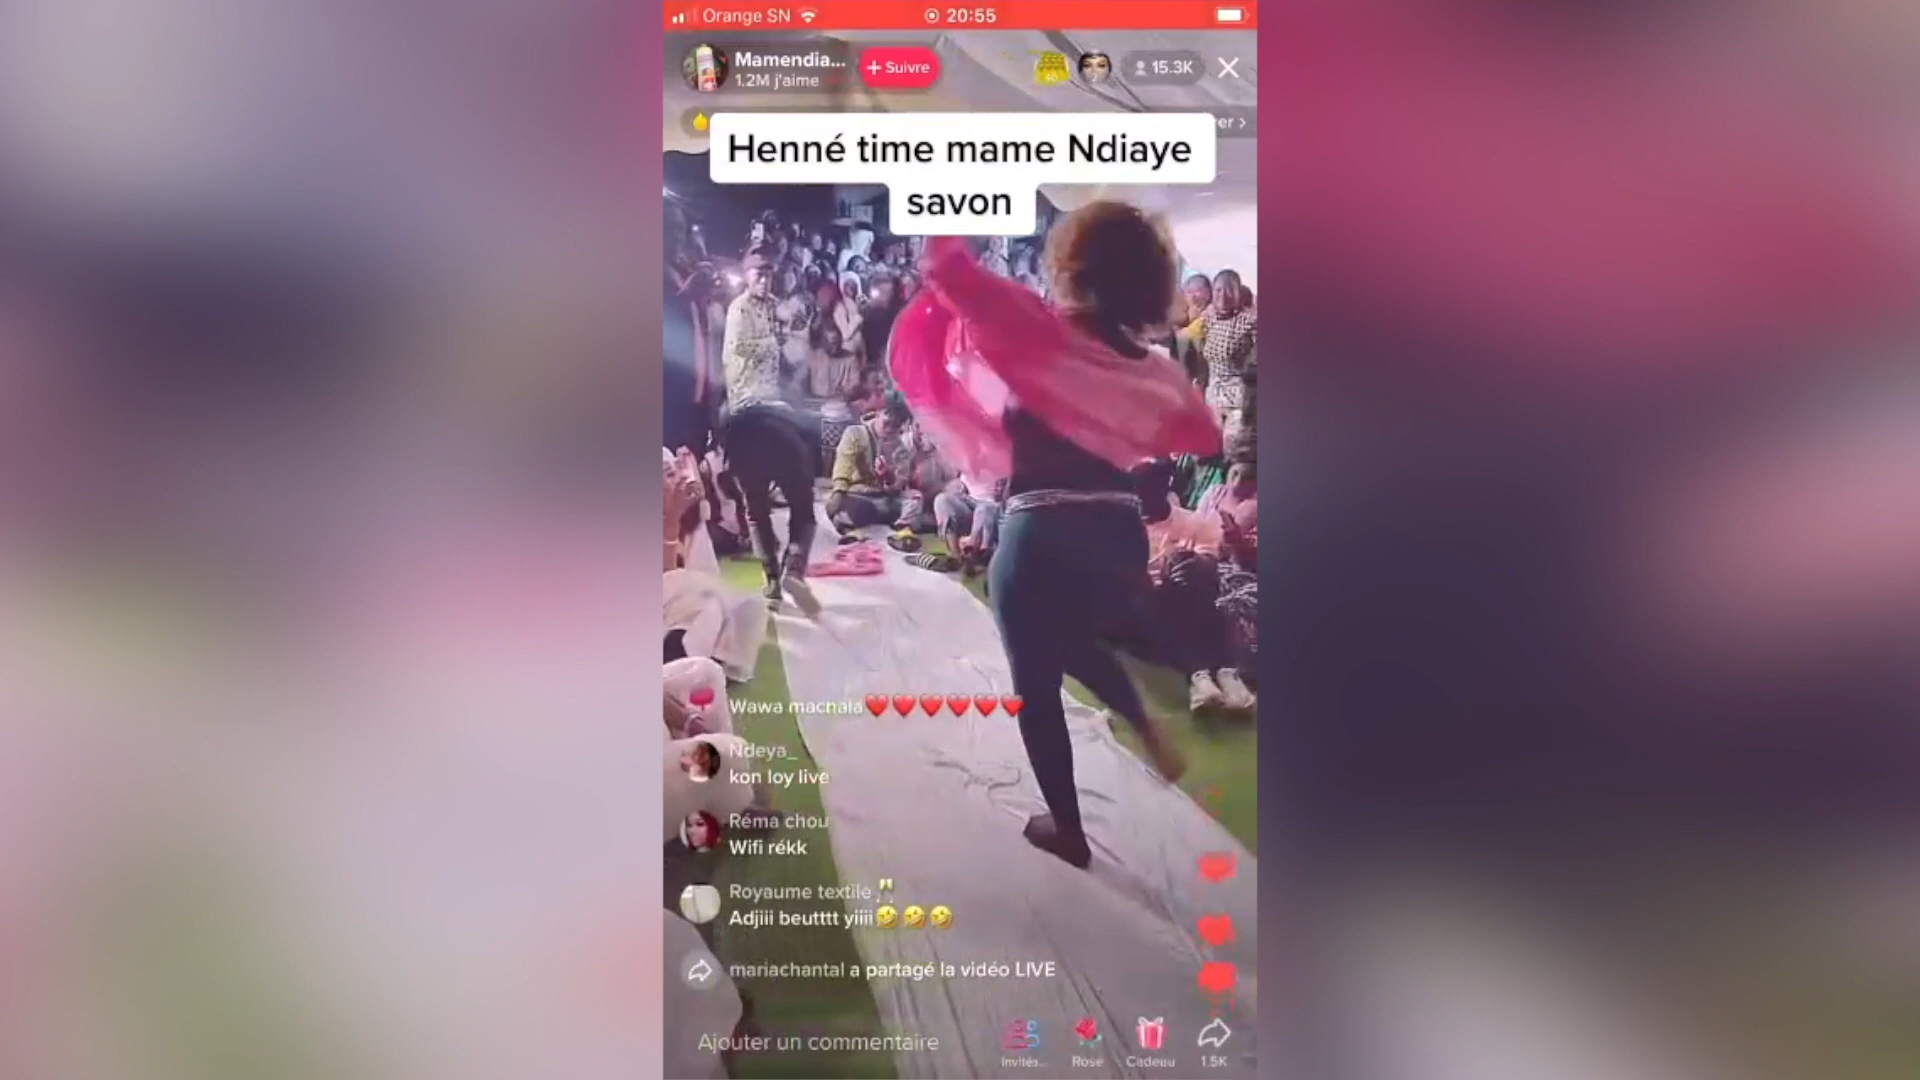 Orange SN
20:55
Mamendia...
1.2M j'aime
+ Suivre
15.3K
er >
Henné time mame Ndiaye
savon
Wawa machala❤️❤️❤️❤️❤️❤️
Ndeya_
kon loy live
Réma chou
Wifi rékk
Royaume textile 🥂
Adjiii beutttt yiiii🤣🤣🤣
mariachantal a partagé la vidéo LIVE
Ajouter un commentaire
Invités...
Rose
Cadeau
1.5K